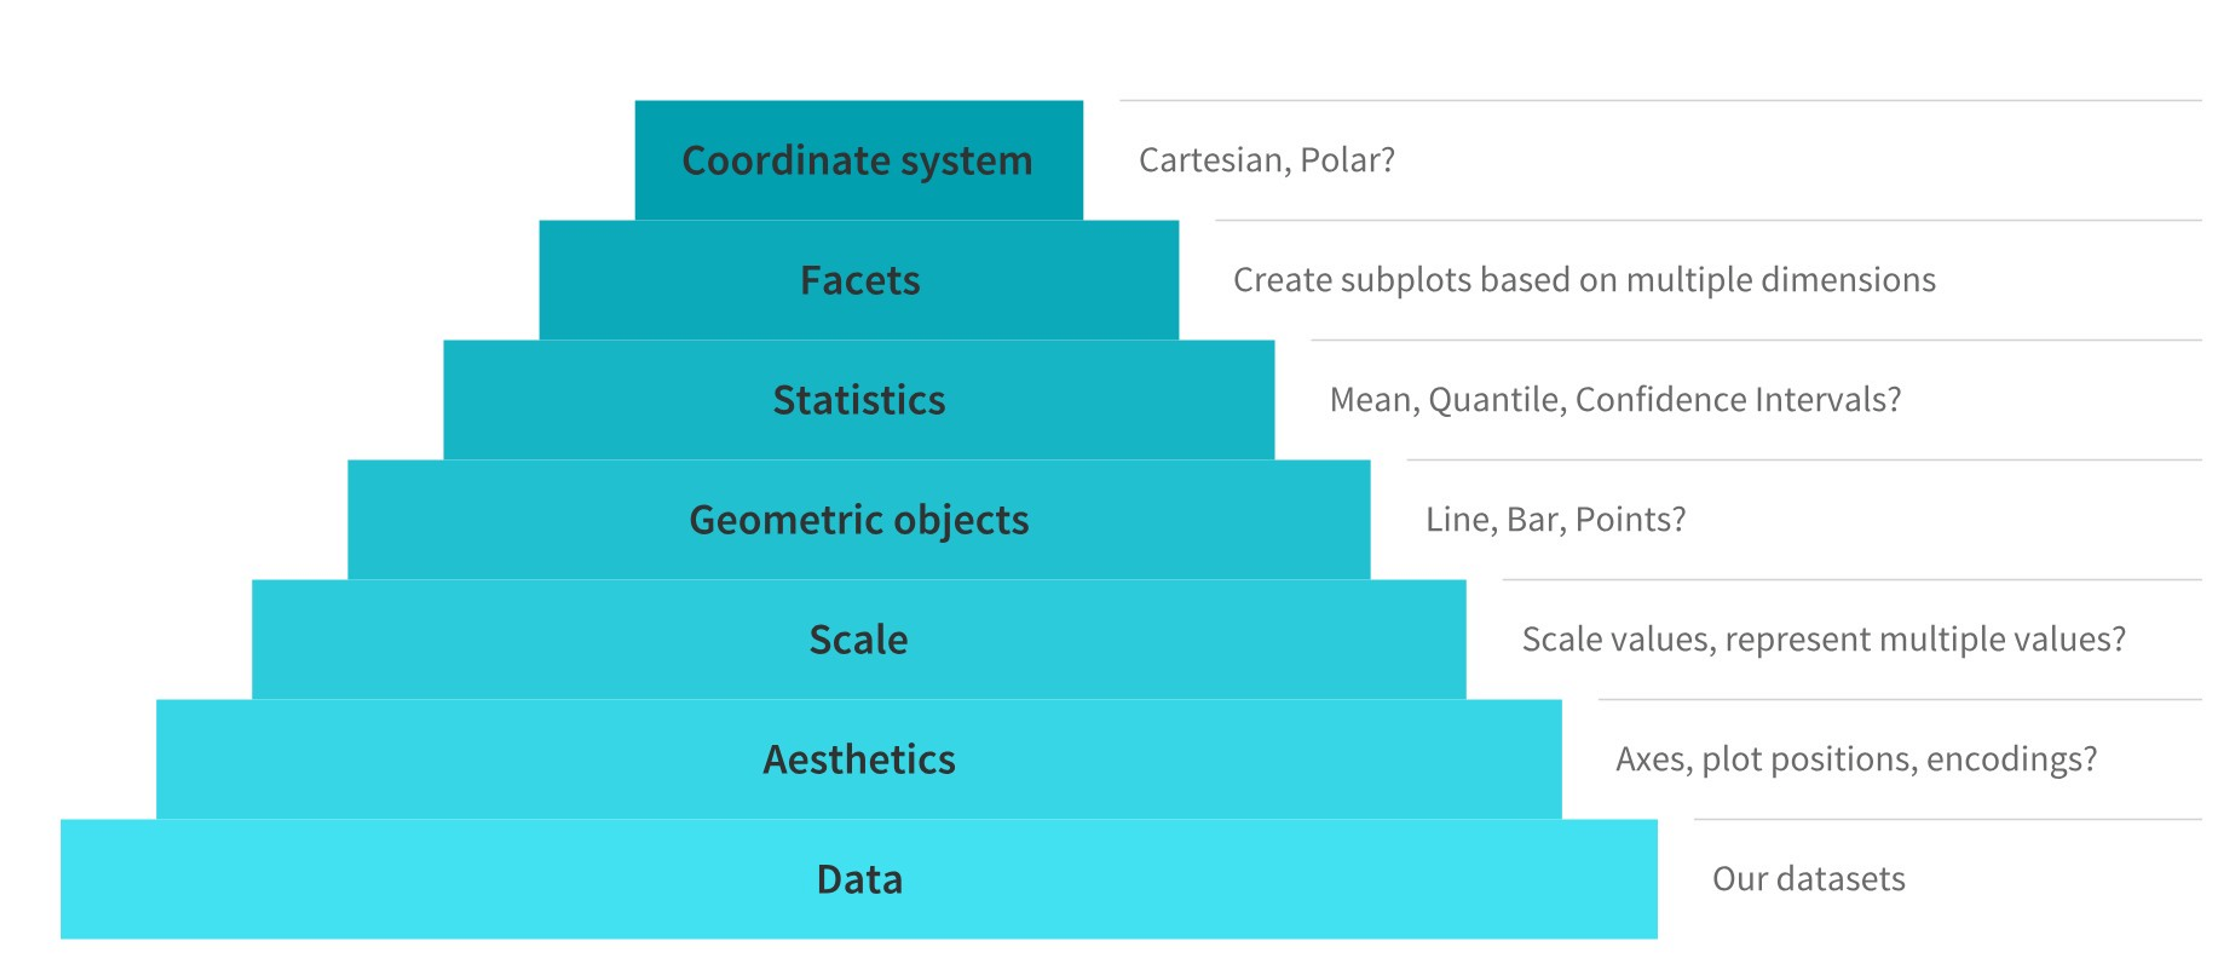 Coordinate system
Cartesian, Polar?
Facets
Create subplots based on multiple dimensions
Statistics
Mean, Quantile, Confidence Intervals?
Geometric objects
Line, Bar, Points?
Scale
Scale values, represent multiple values?
Aesthetics
Axes, plot positions, encodings?
Data
Our datasets